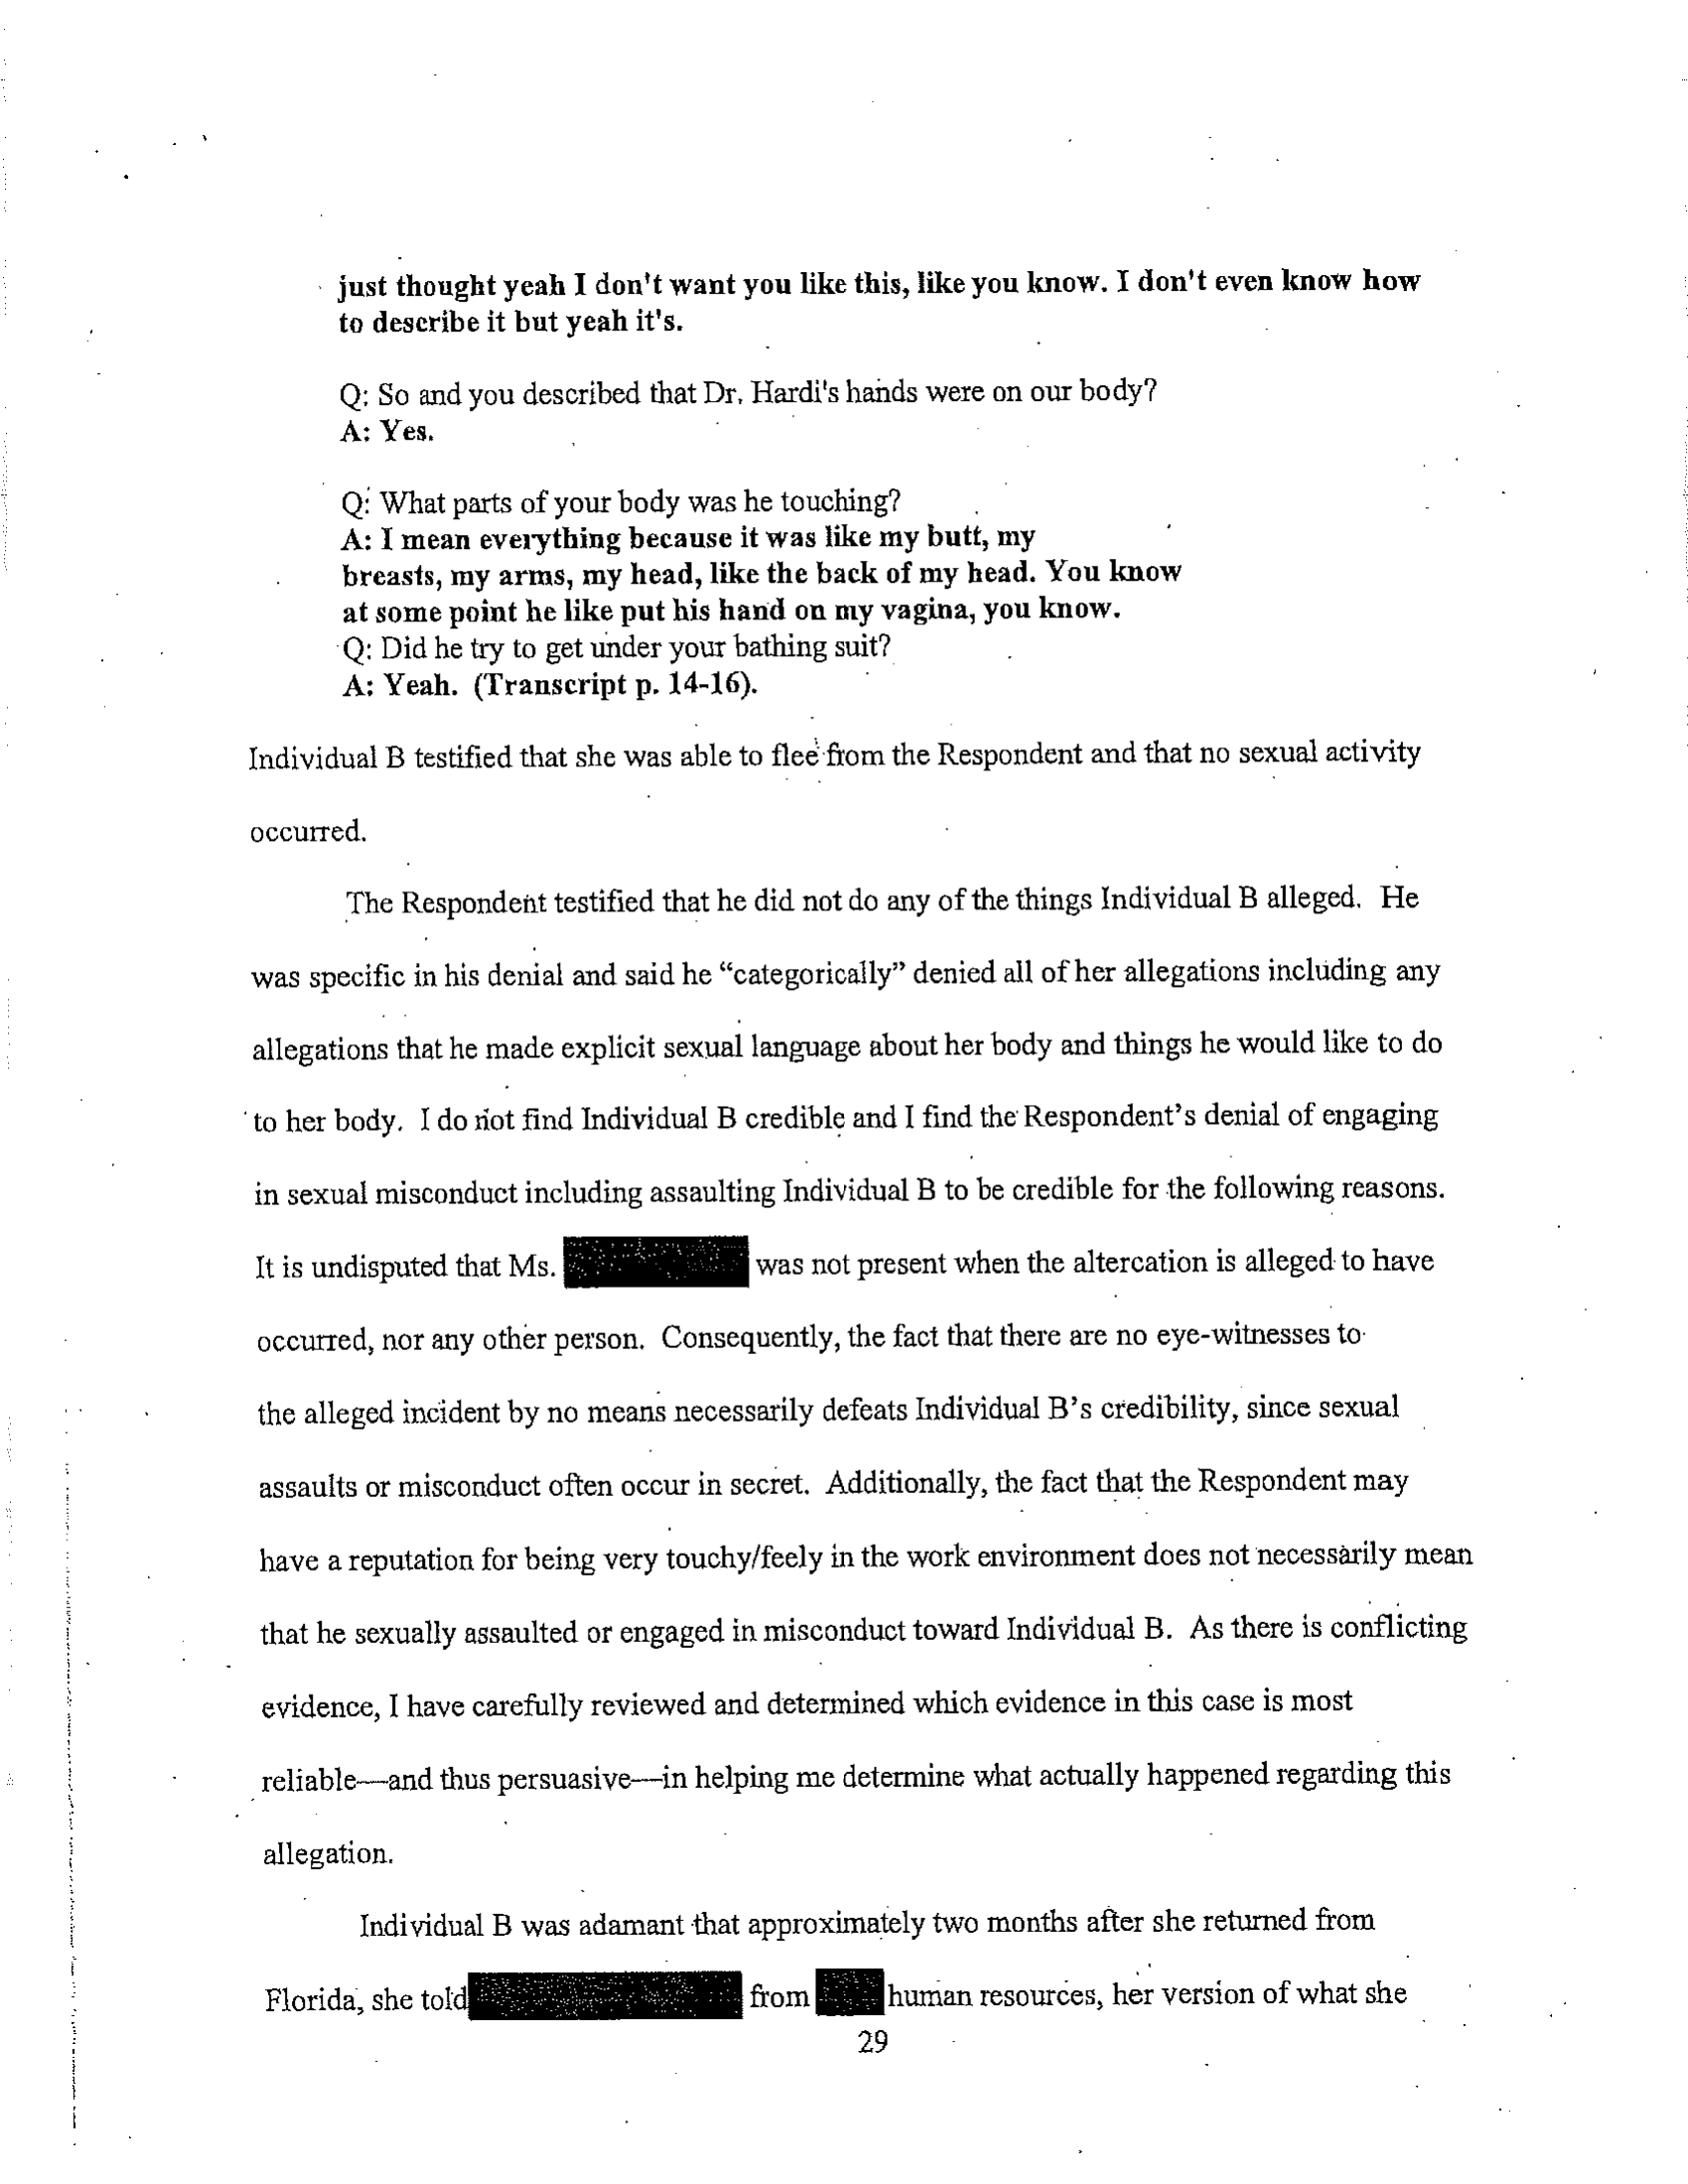 just thought yeah I don't want you like this, like you know. I don't even know how
to describe it but yeah it's.
Q: So and you described that Dr. Hardi's hands were on our body?
A: Yes.
Q: What parts of your body was he touching?
A: I mean everything because it was like my butt, my
breasts, my arms, my head, like the back of my head. You know
at some point he like put his hand on my vagina, you know.
Q: Did he try to get under your bathing suit?
A: Yeah. (Transcript p. 14-16).
Individual B testified that she was able to flee from the Respondent and that no sexual activity
occurred.
The Respondent testified that he did not do any of the things Individual B alleged. He
was specific in his denial and said he “categorically” denied all of her allegations including any
allegations that he made explicit sexual language about her body and things he would like to do
to her body. I do not find Individual B credible and I find the Respondent’s denial of engaging
in sexual misconduct including assaulting Individual B to be credible for the following reasons.
It is undisputed that Ms. was not present when the altercation is alleged to have
occurred, nor any other person. Consequently, the fact that there are no eye-witnesses to
the alleged incident by no means necessarily defeats Individual B’s credibility, since sexual
assaults or misconduct often occur in secret. Additionally, the fact that the Respondent may
have a reputation for being very touchy/feely in the work environment does not necessarily mean
that he sexually assaulted or engaged in misconduct toward Individual B. As there is conflicting
evidence, I have carefully reviewed and determined which evidence in this case is most
reliable—and thus persuasive—in helping me determine what actually happened regarding this
allegation.
Individual B was adamant that approximately two months after she returned from
Florida, she told from human resources, her version of what she
29